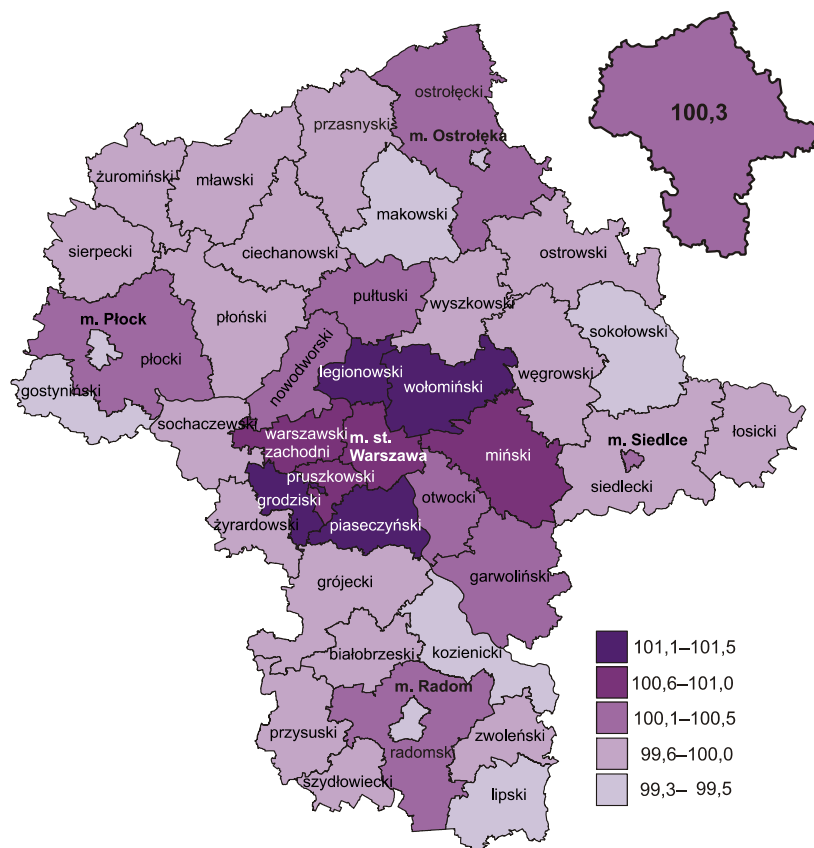 ostrołęcki
100,3
przasnyski
m. Ostrołęka
żuromiński
mławski
makowski
sierpecki
ciechanowski
ostrowski
pułtuski
wyszkowski
m. Płock
płoński
sokołowski
płocki
nowodworski
legionowski
wołomiński
węgrowski
gostyniński
sochaczewski
warszawski
zachodni
m. st.
Warszawa
m. Siedlce
łosicki
miński
pruszkowski
siedlecki
grodziski
otwocki
żyrardowski
piaseczyński
grójecki
garwoliński
białobrzeski
kozienicki
101,1–101,5
m. Radom
100,6–101,0
100,1–100,5
przysuski
zwoleński
radomski
99,6–100,0
szydłowiecki
lipski
99,3– 99,5